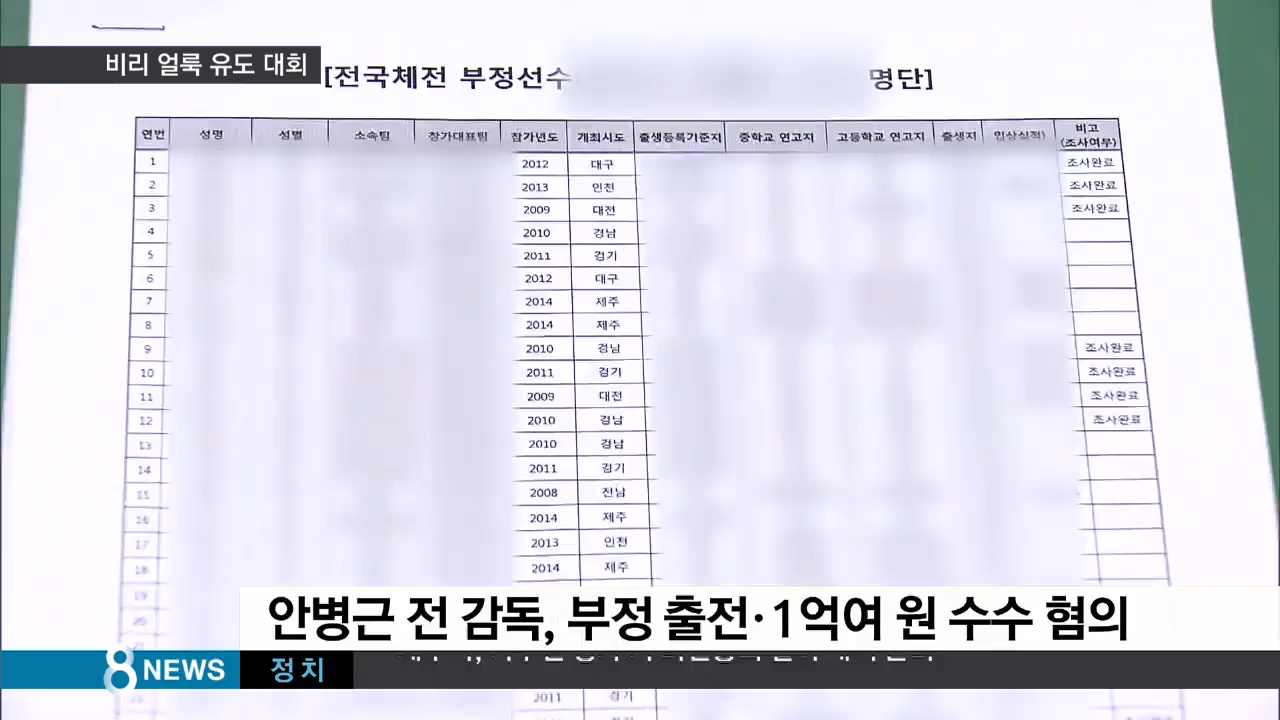 비리 얼룩 유도 대회
[전국체전 부정선수
명단]
연번 성명 성별 소속팀 참가대표팀 참가년도 개최시도 출생등록기준지 중학교 연고지 고등학교 연고지 출생지 비고
(조사여부)
1 2012 대구 조사완료
2 2013 인천 조사완료
3 2009 대전 조사완료
4 2010 경남
5 2011 경기
6 2012 대구
7 2014 제주
8 2014 제주
9 2010 경남 조사완료
10 2011 경기 조사완료
11 2009 대전 조사완료
12 2010 경남 조사완료
13 2010 경남
14 2011 경기
15 2008 전남
16 2014 제주
17 2013 인천
18 2014 제주
19
20
안병근 전 감독, 부정 출전·1억여 원 수수 혐의
8 NEWS 정치
2011 경기